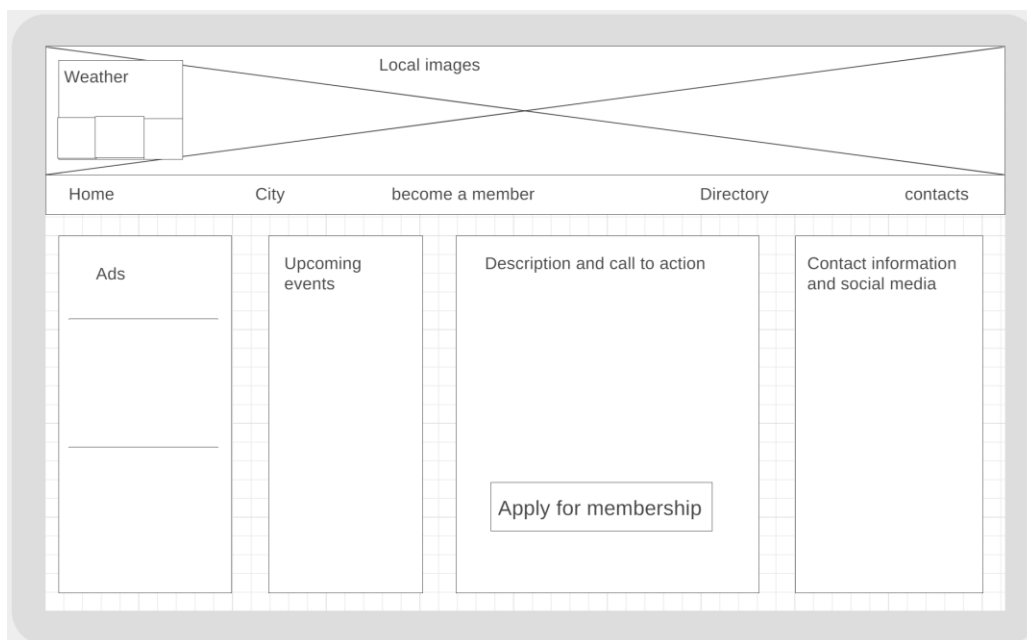 Local images
Weather
Home City become a member Directory contacts
Ads
Upcoming
events
Description and call to action
Apply for membership
Contact information
and social media